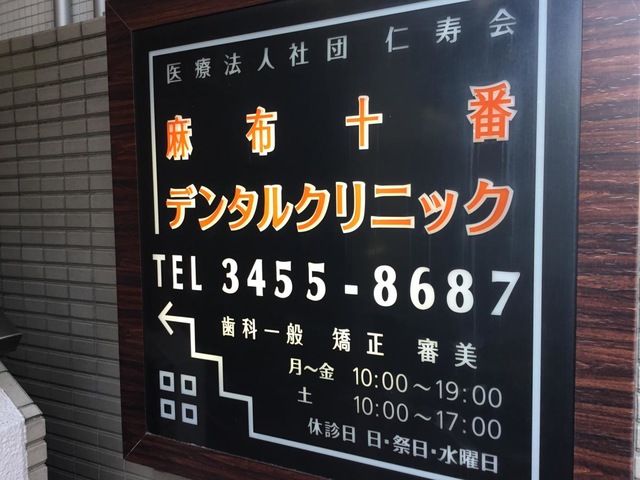 医療法人社団 仁寿会
麻布十番
デンタルクリニック
TEL 3455-8687
歯科一般 矯正 審美
月～金 10:00～19:00
土 10:00～17:00
休診日 日・祭日・水曜日